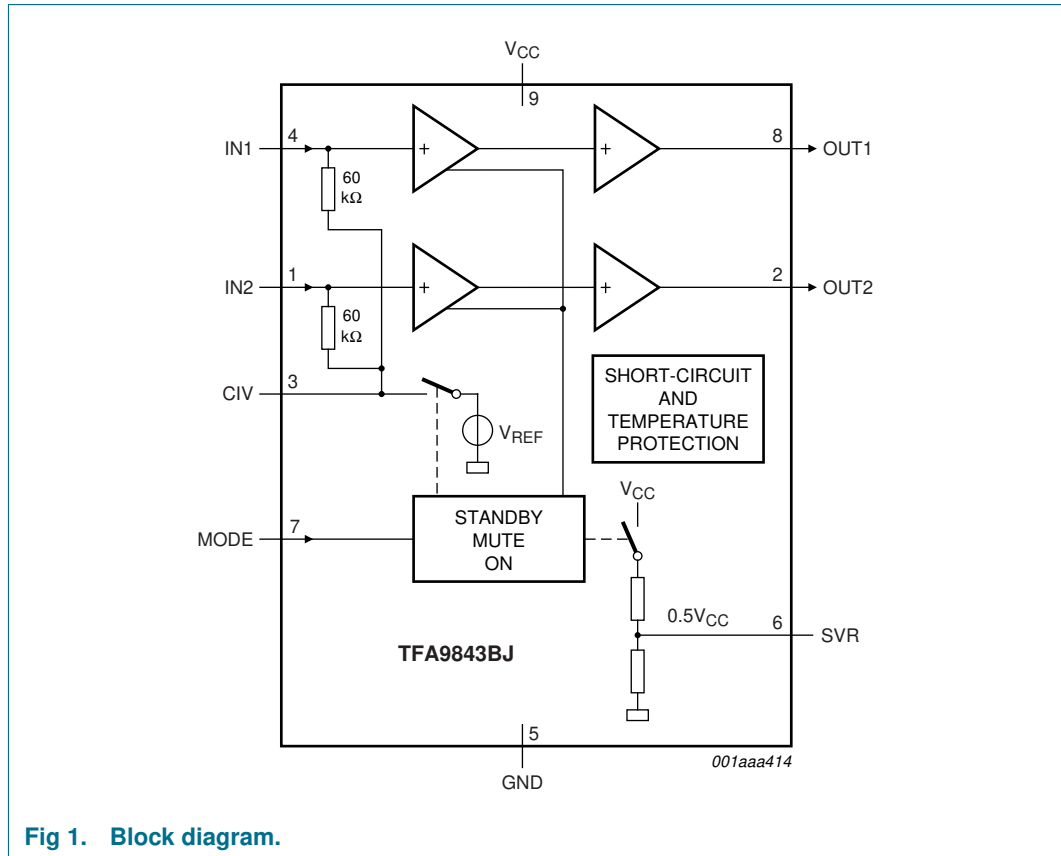 VCC
9
IN1
4
+
+
8
OUT1
60
kΩ
IN2
1
+
+
2
OUT2
60
kΩ
CIV
3
VREF
SHORT-CIRCUIT
AND
TEMPERATURE
PROTECTION
VCC
MODE
7
STANDBY
MUTE
ON
0.5VCC
6
SVR
TFA9843BJ
5
GND
001aaa414
Fig 1. Block diagram.